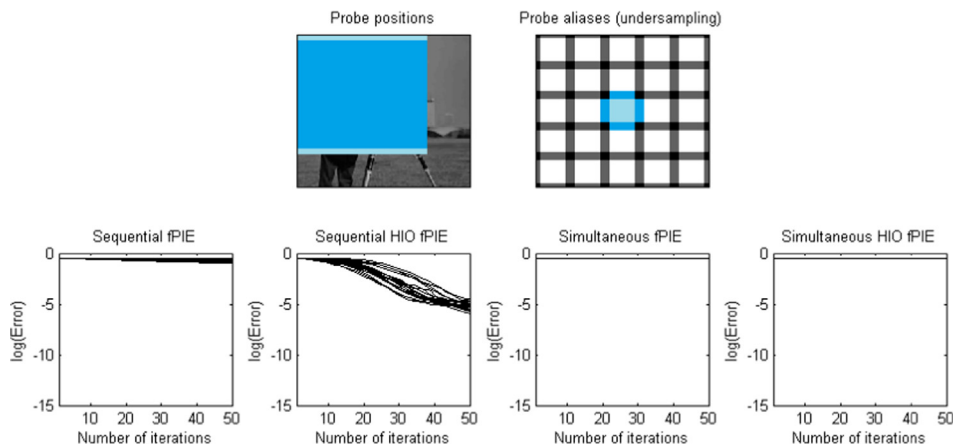 Probe positions
Probe aliases (undersampling)
Sequential fPIE
Sequential HIO fPIE
Simultaneous fPIE
Simultaneous HIO fPIE
log(Error)
0
-5
-10
-15
10 20 30 40 50
Number of iterations
log(Error)
0
-5
-10
-15
10 20 30 40 50
Number of iterations
log(Error)
0
-5
-10
-15
10 20 30 40 50
Number of iterations
log(Error)
0
-5
-10
-15
10 20 30 40 50
Number of iterations